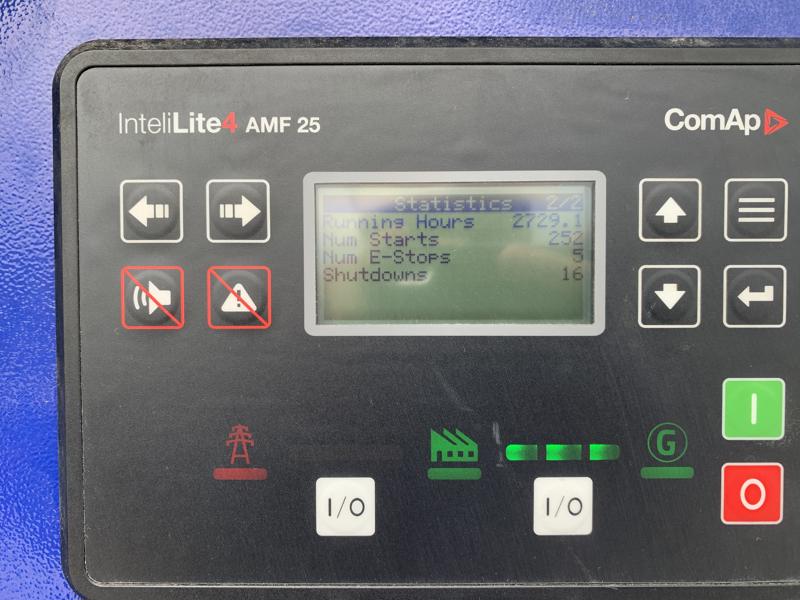 InteliLite4 AMF 25
ComAp
Statistics 2/2
Running Hours 2729.1
Num Starts 252
Num E-Stops 5
Shutdowns 16
G
I
I/O
I/O
O